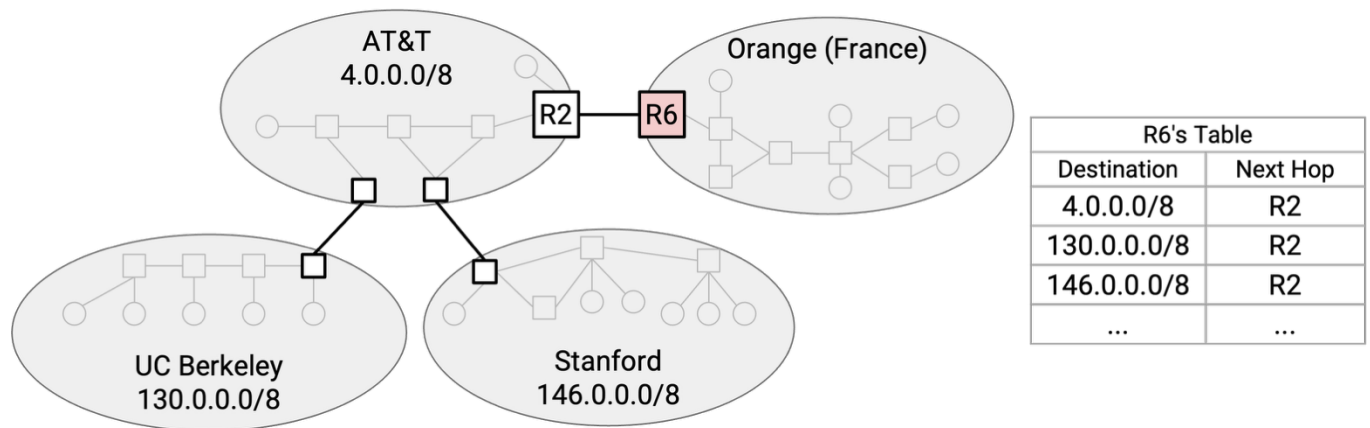 AT&T
4.0.0.0/8
Orange (France)
R2
R6
UC Berkeley
130.0.0.0/8
Stanford
146.0.0.0/8
R6's Table
Destination Next Hop
4.0.0.0/8 R2
130.0.0.0/8 R2
146.0.0.0/8 R2
... ...